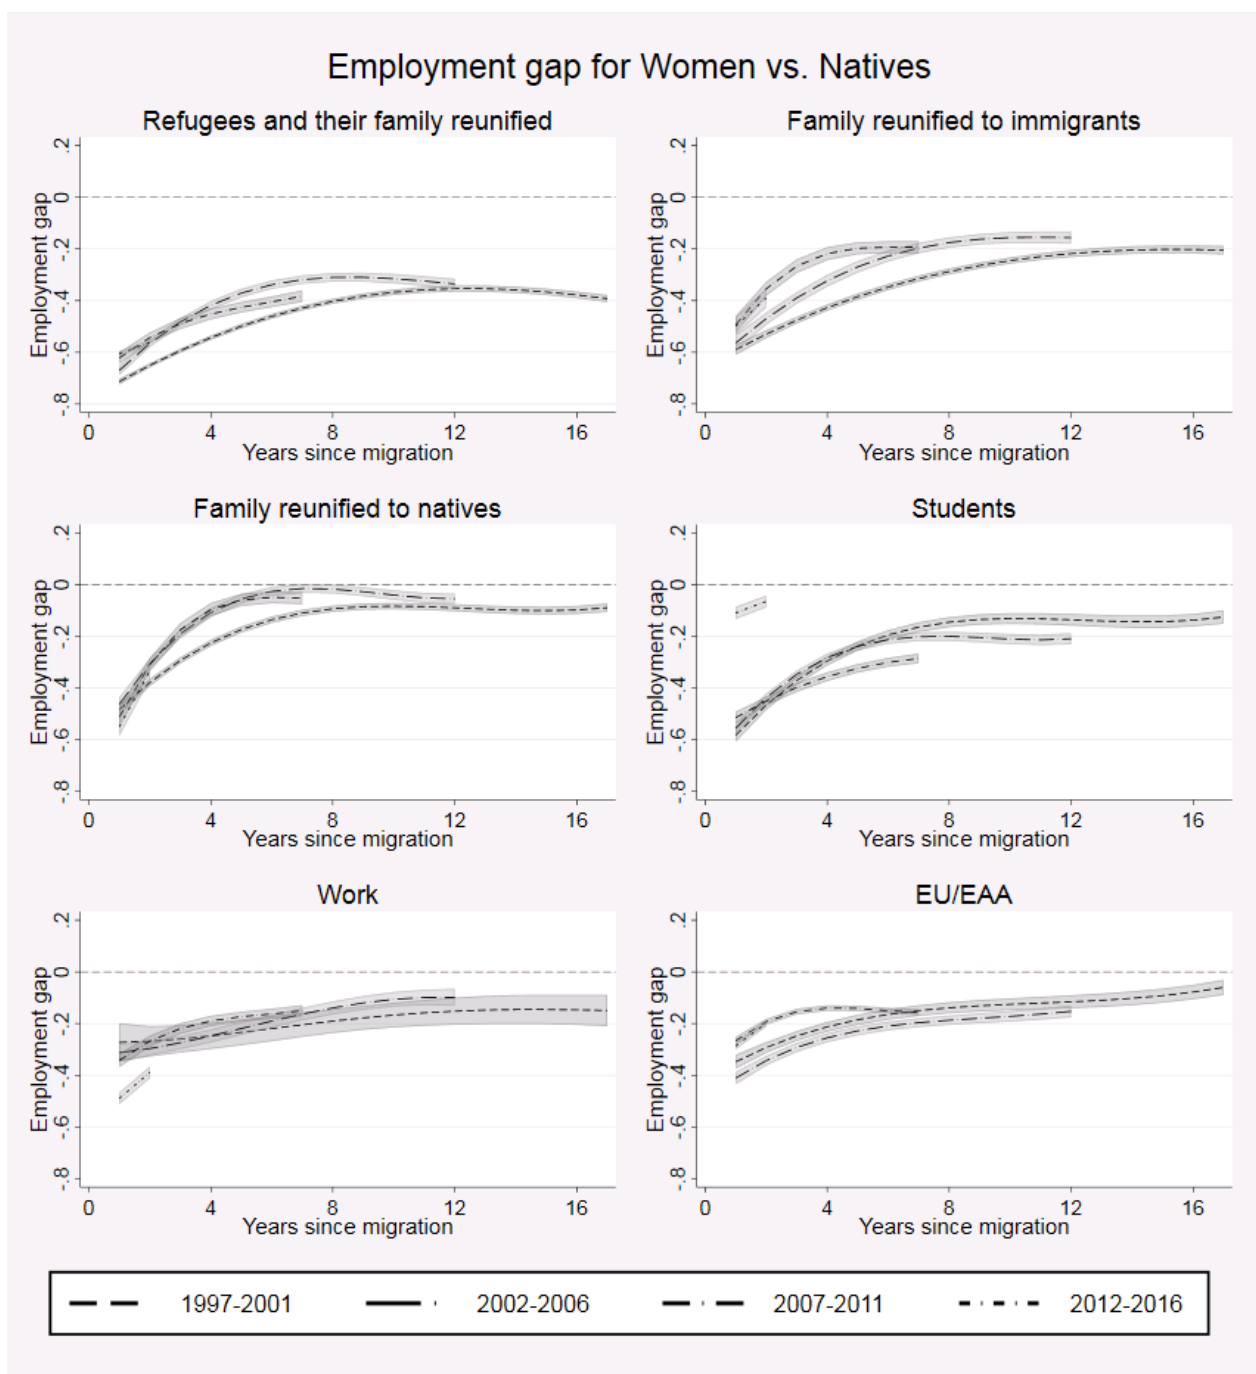 Employment gap for Women vs. Natives
Refugees and their family reunified
Employment gap
.2
0
-.2
-.4
-.6
-.8
0 4 8 12 16
Years since migration
Family reunified to immigrants
Employment gap
.2
0
-.2
-.4
-.6
-.8
0 4 8 12 16
Years since migration
Family reunified to natives
Employment gap
.2
0
-.2
-.4
-.6
-.8
0 4 8 12 16
Years since migration
Students
Employment gap
.2
0
-.2
-.4
-.6
-.8
0 4 8 12 16
Years since migration
Work
Employment gap
.2
0
-.2
-.4
-.6
-.8
0 4 8 12 16
Years since migration
EU/EAA
Employment gap
.2
0
-.2
-.4
-.6
-.8
0 4 8 12 16
Years since migration
1997-2001 2002-2006 2007-2011 2012-2016